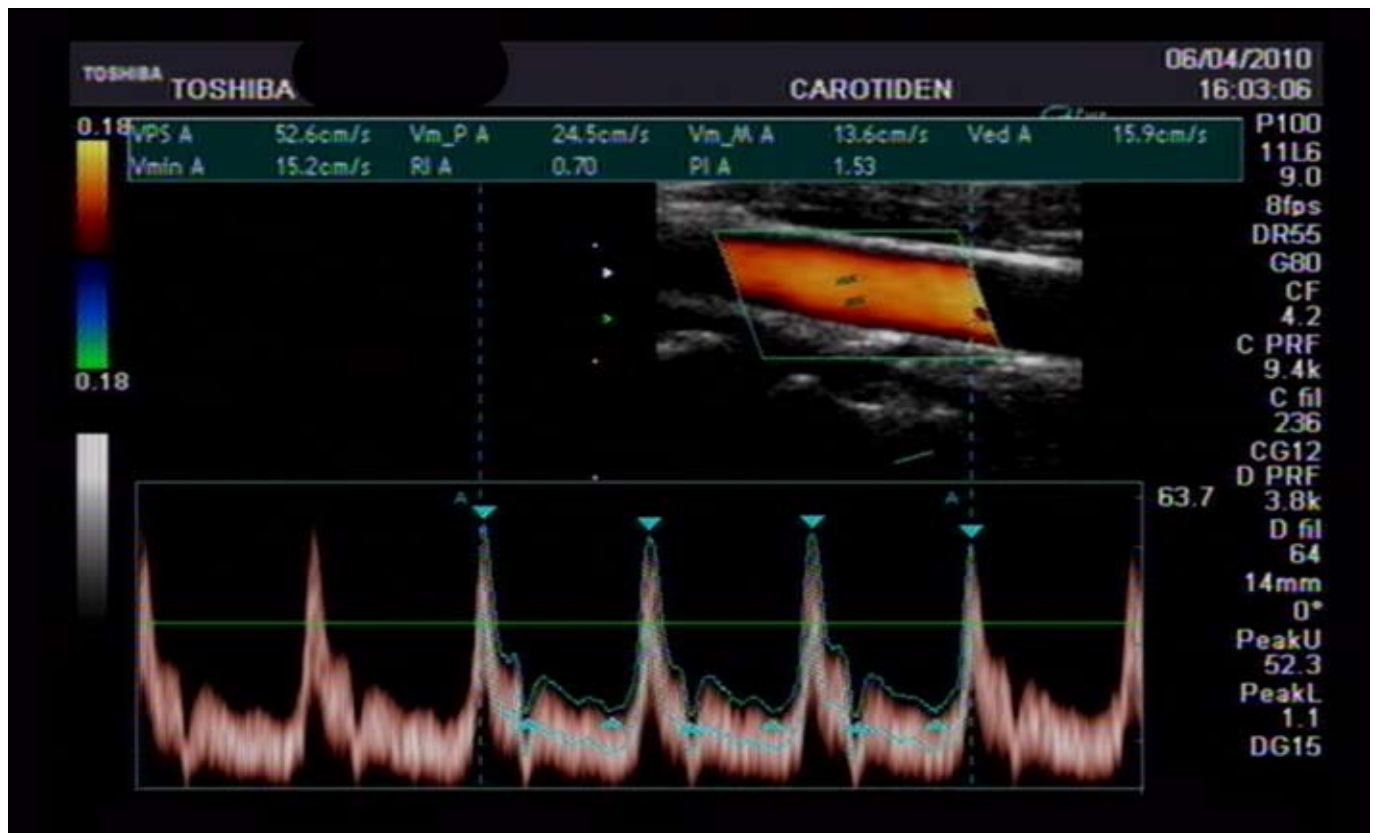 TOSHIBA TOSHIBA CAROTIDEN 06/04/2010
16:03:06
0.18
VPS A 52.6cm/s Vm_P A 24.5cm/s Vm_M A 13.6cm/s Ved A 15.9cm/s
Vmin A 15.2cm/s RI A 0.70 PI A 1.53
0.18
P100
11L6
9.0
8fps
DR55
G80
CF
4.2
C PRF
9.4k
C fil
236
CG12
D PRF
3.8k
D fil
64
14mm
0°
PeakU
52.3
PeakL
1.1
DG15
A A 63.7